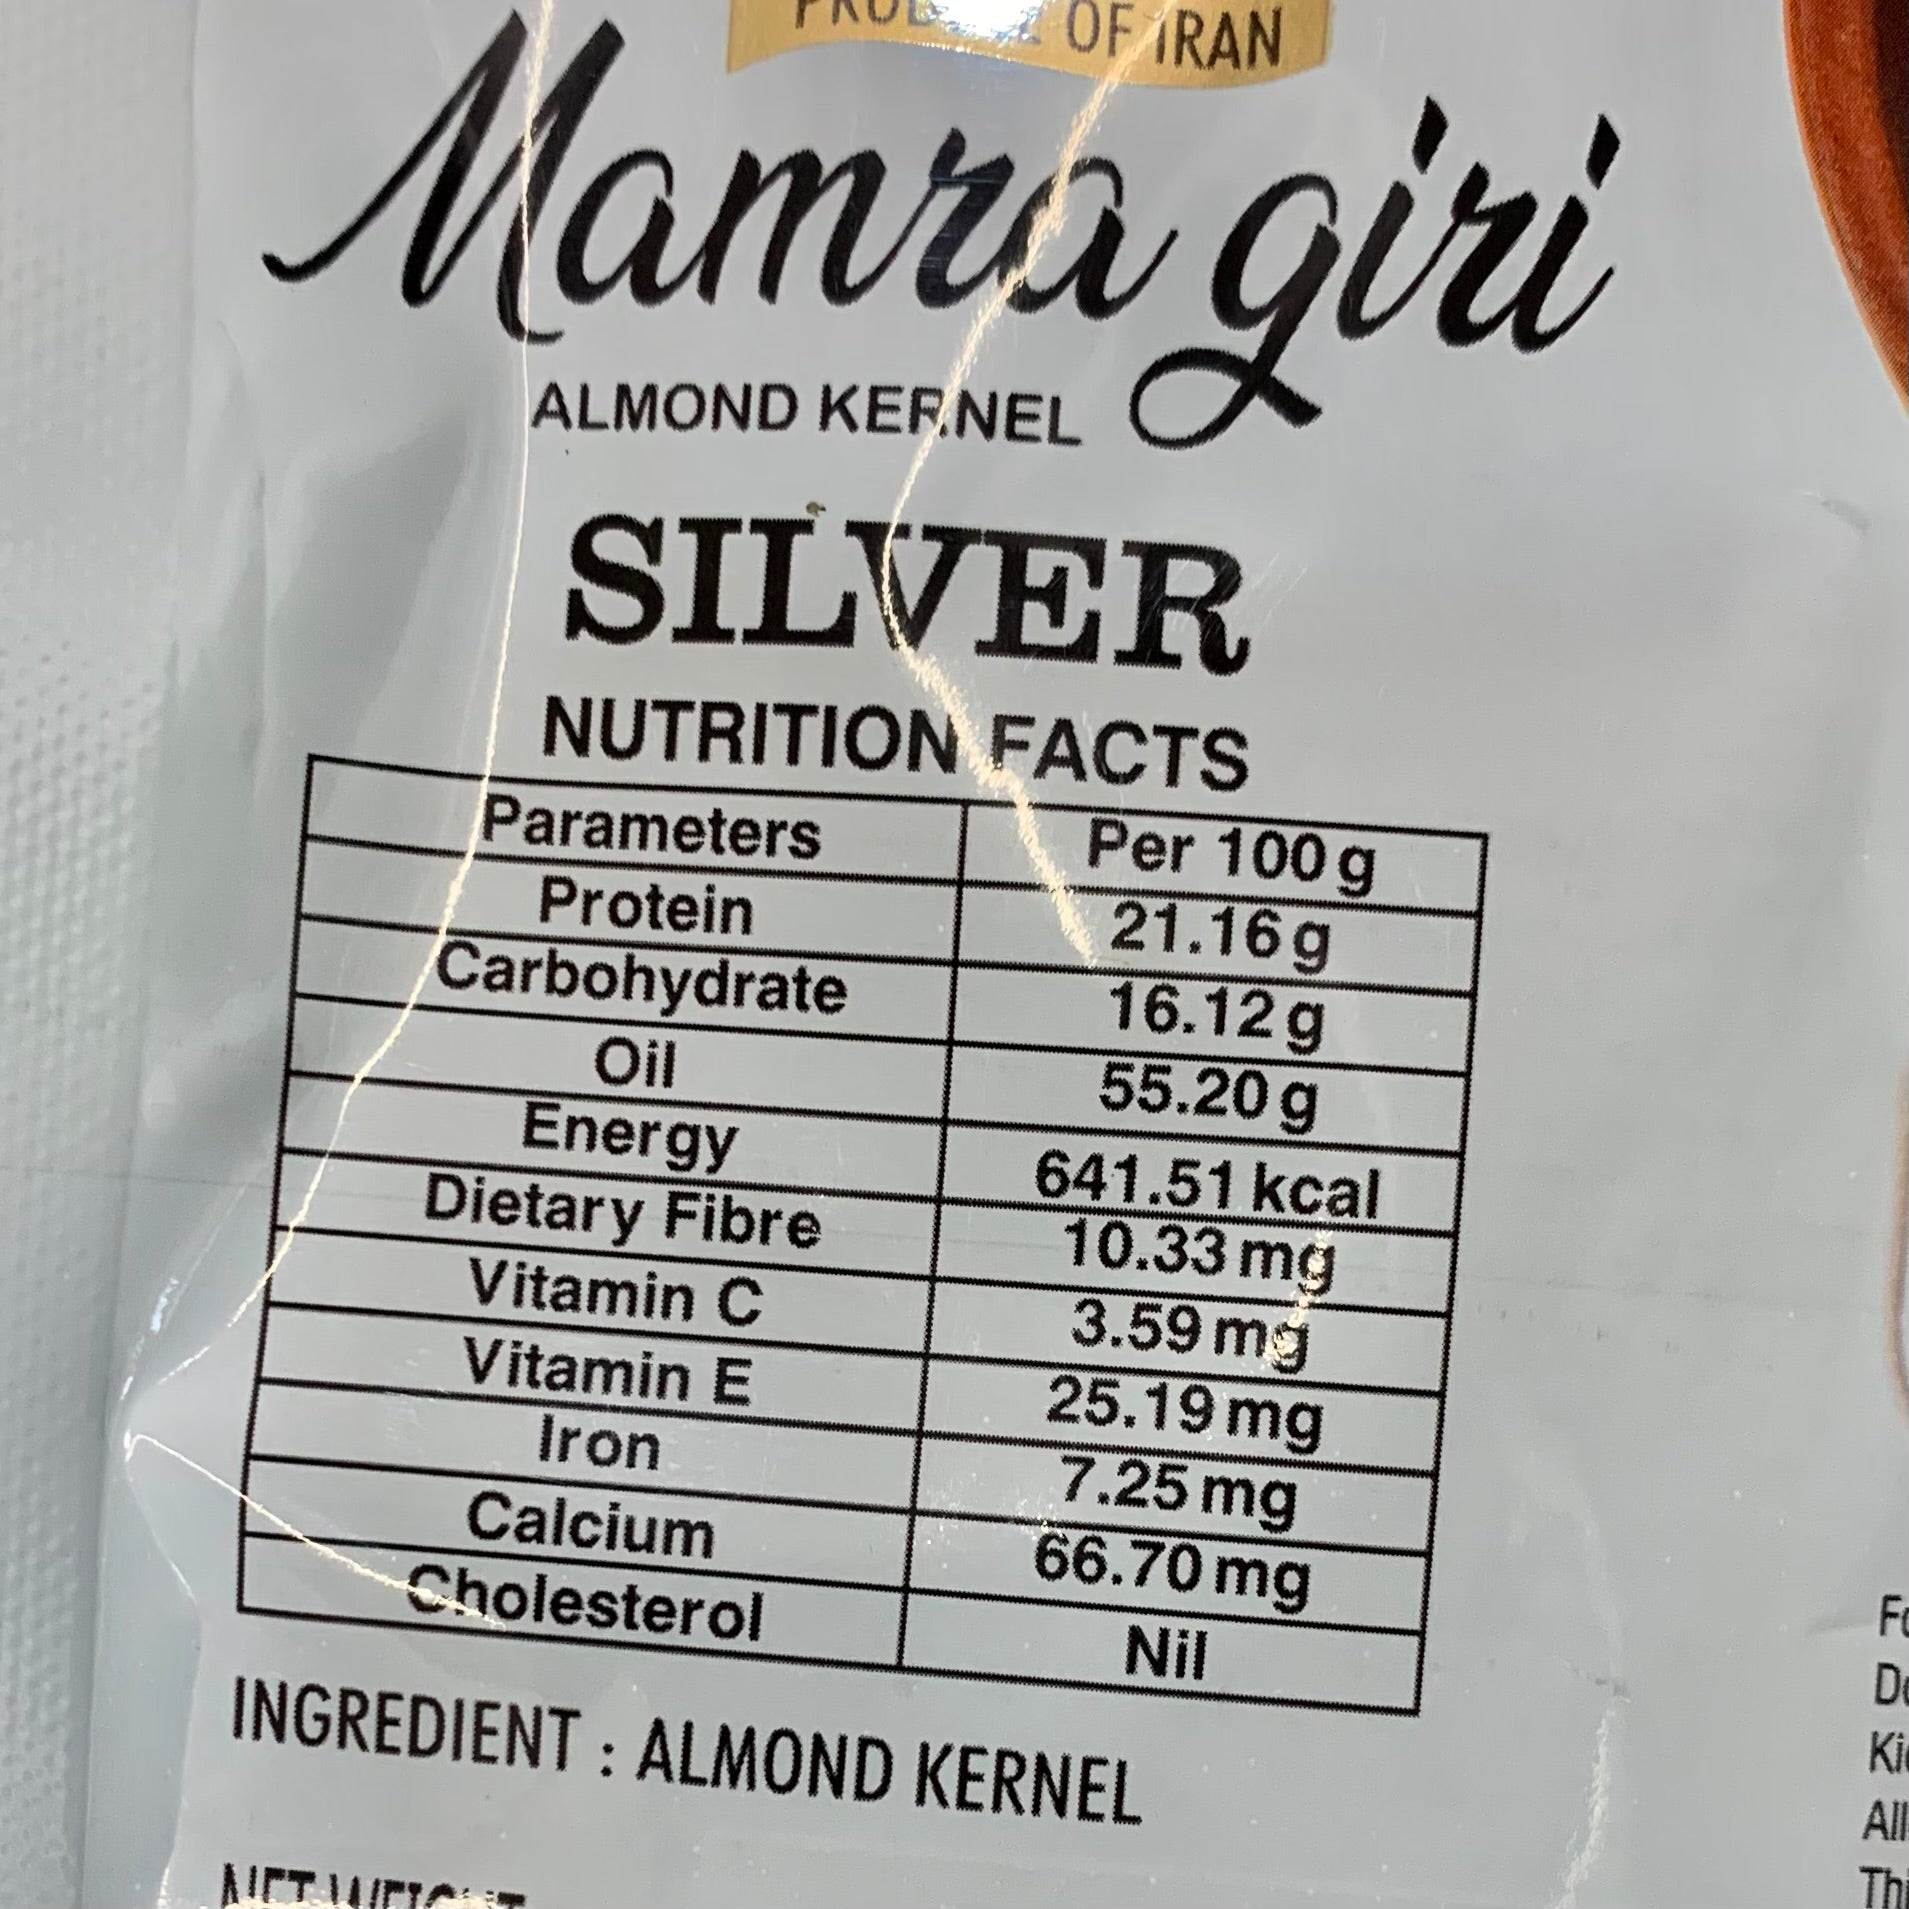 OF IRAN
Mamra giri
ALMOND KERNEL
SILVER
NUTRITION FACTS
Parameters Per 100 g
Protein 21.16 g
Carbohydrate 16.12 g
Oil 55.20 g
Energy 641.51 kcal
Dietary Fibre 10.33 mg
Vitamin C 3.59 mg
Vitamin E 25.19 mg
Iron 7.25 mg
Calcium 66.70 mg
Cholesterol Nil
INGREDIENT : ALMOND KERNEL
NET WEIGHT